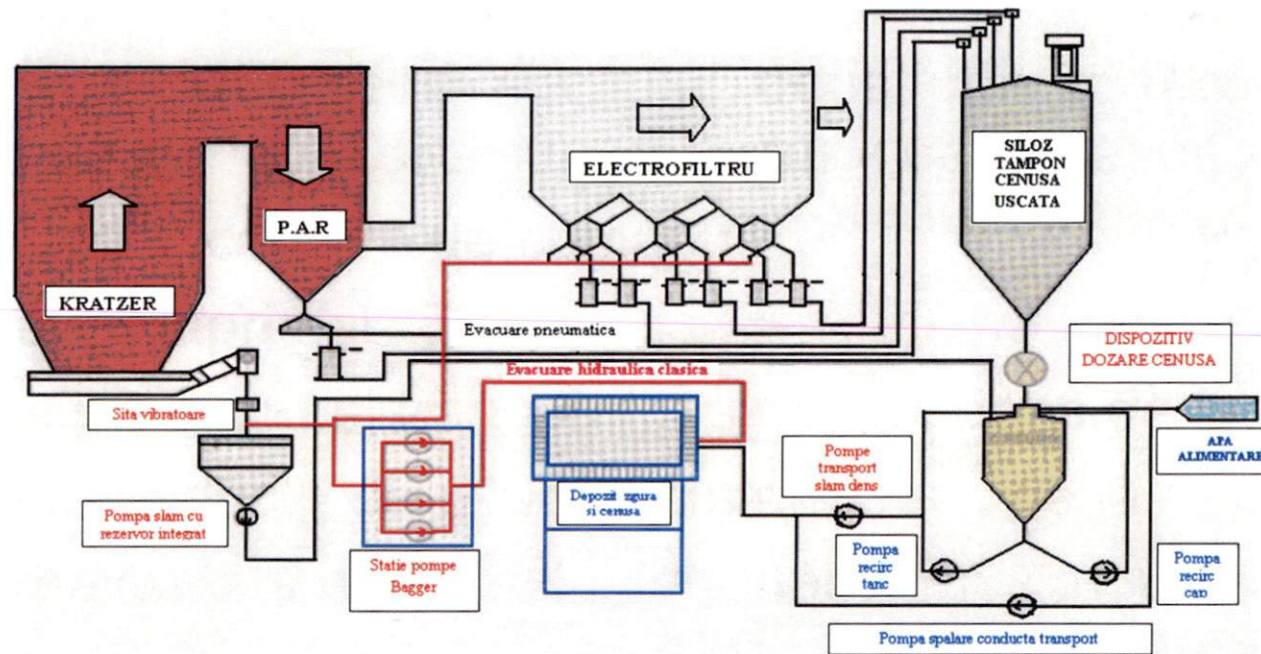 SILOZ
TAMPON
CENUSA
USCATA
ELECTROFILTRU
P.A.R
KRATZER
Evacuare pneumatica
DISPOZITIV
DOZARE CENUSA
Evacuare hidraulica clasica
Sita vibratoare
APA
ALIMENTARE
Pompe
transport
slam dens
Depozit zgura
si cenusa
Pompa slam cu
rezervor integrat
Statie pompe
Bagger
Pompa
recirc
tanc
Pompa
recirc
cap
Pompa spalare conducta transport